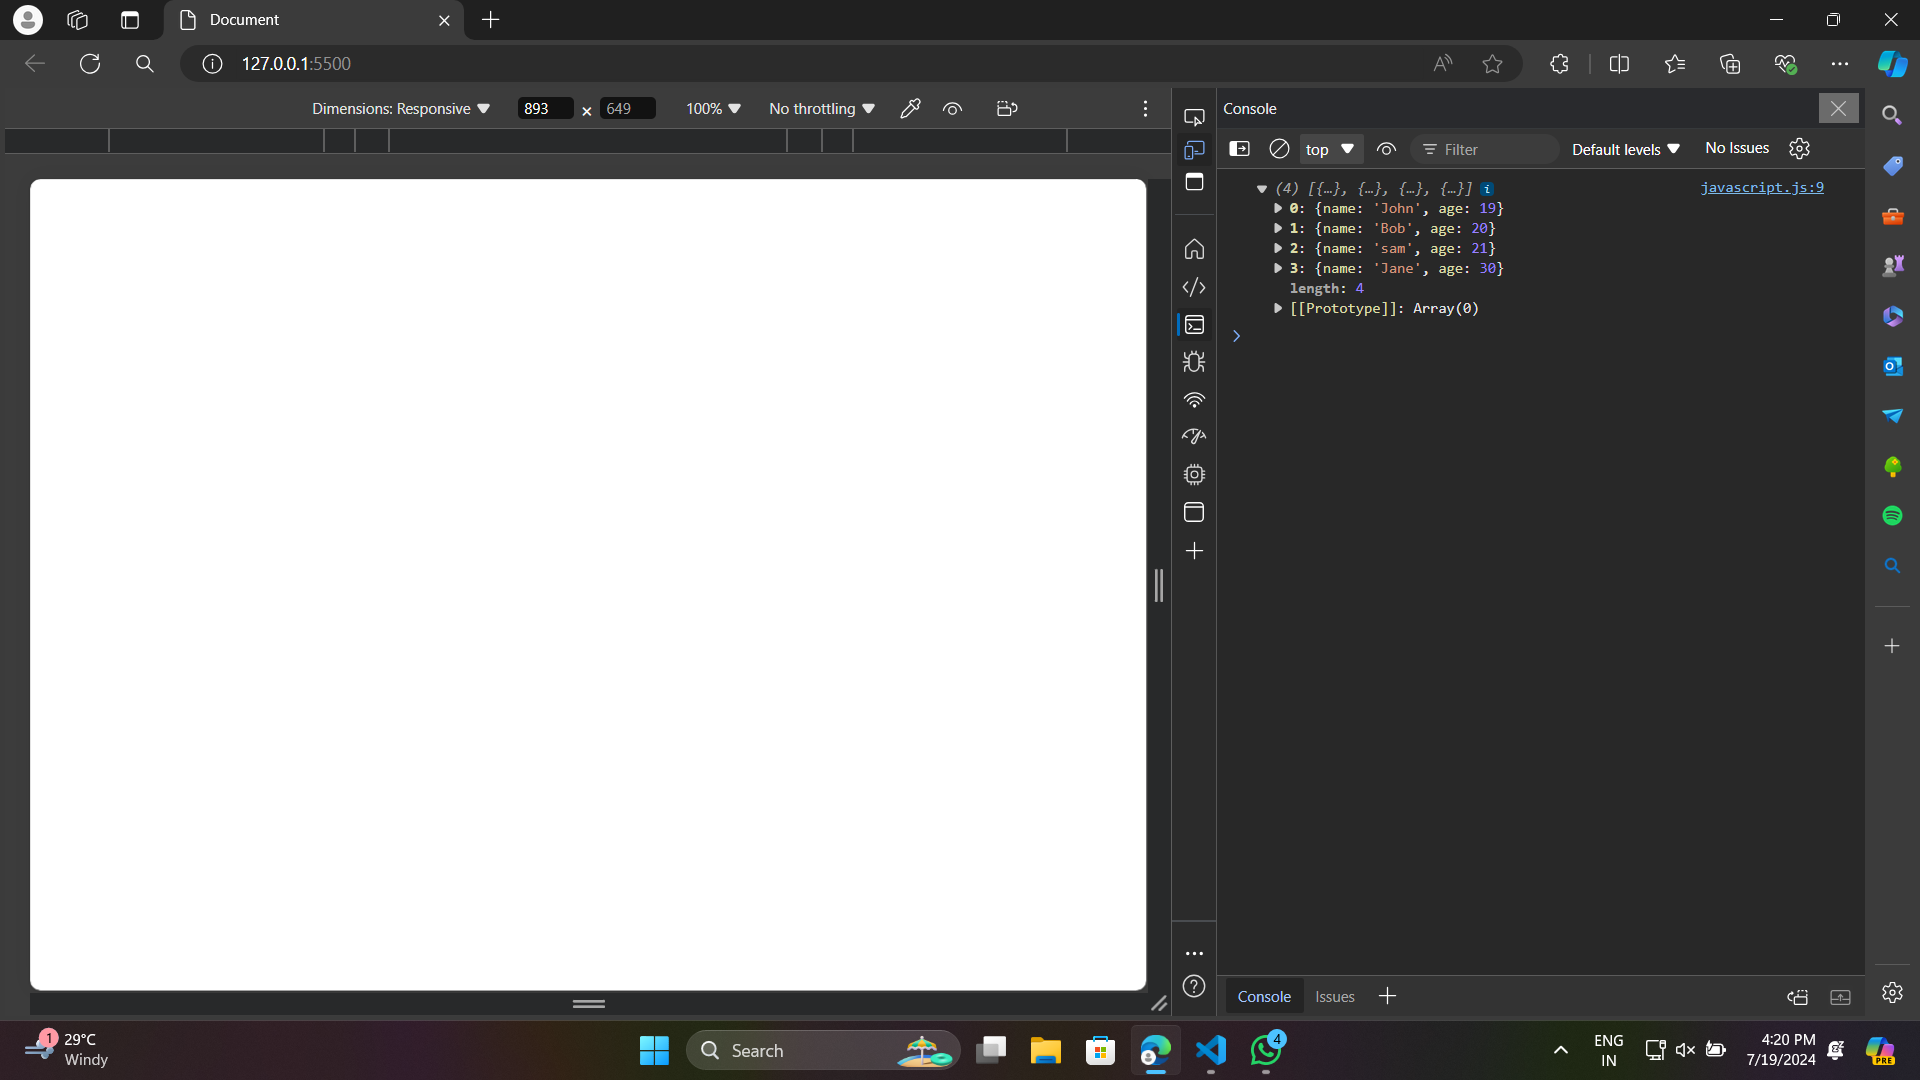 Document
127.0.0.1:5500
Dimensions: Responsive 893 × 649 100% No throttling
Console
top Filter Default levels No Issues
(4) [{…}, {…}, {…}, {…}] i javascript.js:9
0: {name: 'John', age: 19}
1: {name: 'Bob', age: 20}
2: {name: 'sam', age: 21}
3: {name: 'Jane', age: 30}
length: 4
[[Prototype]]: Array(0)
Console Issues
1 29°C
Windy
Search
4
ENG
IN
4:20 PM
7/19/2024
PRE